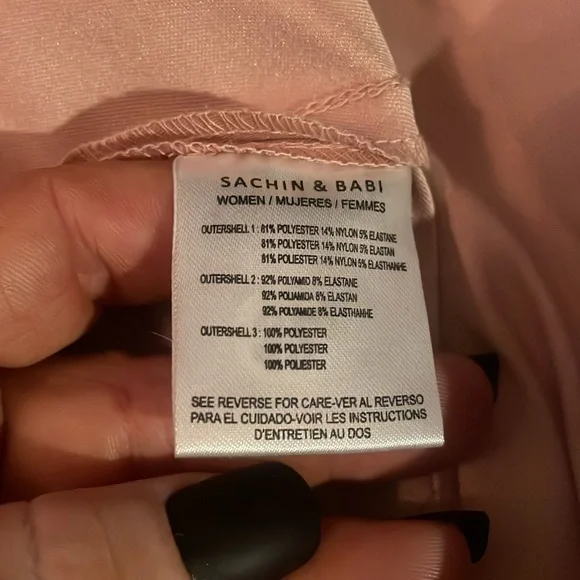 SACHIN & BABI
WOMEN / MUJERES / FEMMES
OUTERSHELL 1 : 81% POLYESTER 14% NYLON 5% ELASTANE
81% POLYESTER 14% NYLON 5% ELASTAN
81% POLIESTER 14% NYLON 5% ELASTHANHE
OUTERSHELL 2 : 92% POLYAMID 8% ELASTANE
92% POLIAMIDA 8% ELASTAN
92% POLYAMIDE 8% ELASTHANHE
OUTERSHELL 3 : 100% POLYESTER
100% POLYESTER
100% POLIESTER
SEE REVERSE FOR CARE-VER AL REVERSO
PARA EL CUIDADO-VOIR LES INSTRUCTIONS
D'ENTRETIEN AU DOS